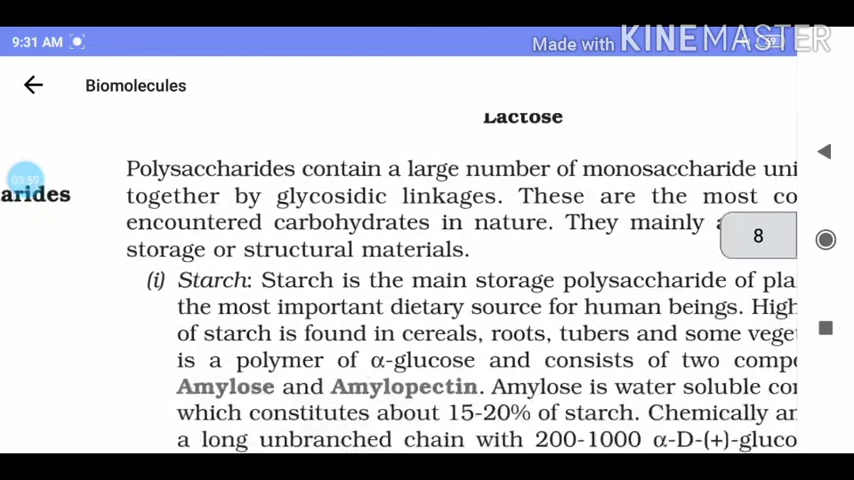 9:31 AM
Made with KINEMASTER
Biomolecules
Lactose
03:59
arides
Polysaccharides contain a large number of monosaccharide uni
together by glycosidic linkages. These are the most co
encountered carbohydrates in nature. They mainly
8
storage or structural materials.
(i) Starch: Starch is the main storage polysaccharide of pla
the most important dietary source for human beings. High
of starch is found in cereals, roots, tubers and some vege
is a polymer of α-glucose and consists of two compo
Amylose and Amylopectin. Amylose is water soluble co
which constitutes about 15-20% of starch. Chemically a
a long unbranched chain with 200-1000 α-D-(+)-gluco